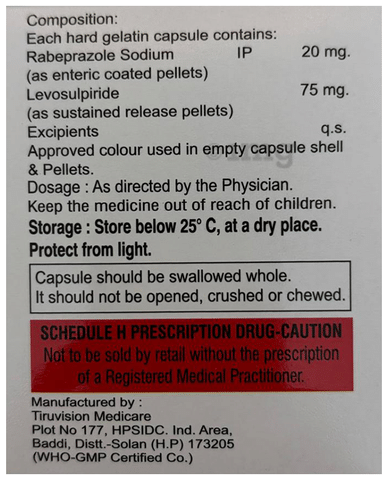 Composition:
Each hard gelatin capsule contains:
Rabeprazole Sodium IP 20 mg.
(as enteric coated pellets)
Levosulpiride 75 mg.
(as sustained release pellets)
Excipients q.s.
Approved colour used in empty capsule shell
& Pellets.
Dosage : As directed by the Physician.
Keep the medicine out of reach of children.
Storage : Store below 25° C, at a dry place.
Protect from light.
Capsule should be swallowed whole.
It should not be opened, crushed or chewed.
SCHEDULE H PRESCRIPTION DRUG-CAUTION
Not to be sold by retail without the prescription
of a Registered Medical Practitioner.
Manufactured by :
Tiruvision Medicare
Plot No 177, HPSIDC. Ind. Area,
Baddi, Distt.-Solan (H.P) 173205
(WHO-GMP Certified Co.)